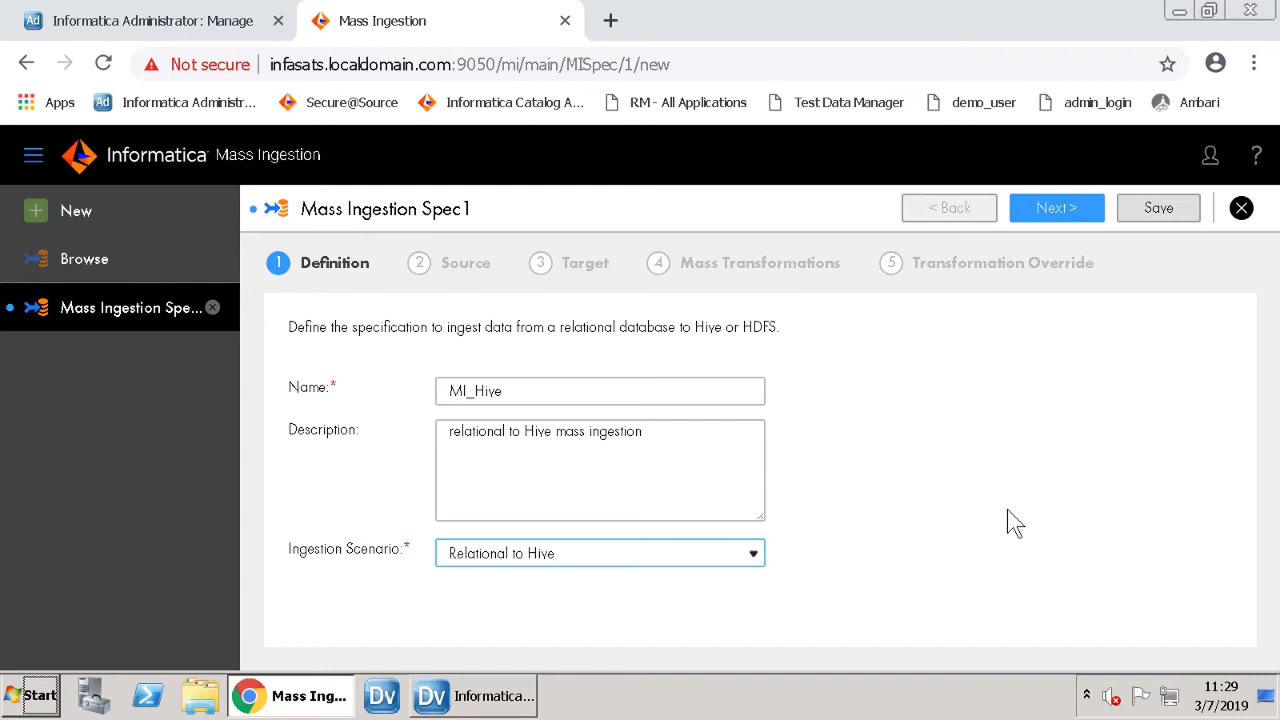 Informatica Administrator: Manage
Mass Ingestion
Not secure
infasats.localdomain.com:9050/mi/main/MISpec/1/new
Apps
Ad
Informatica Administr...
Secure@Source
Informatica Catalog A...
RM - All Applications
Test Data Manager
demo_user
admin_login
Ambari
Informatica Mass Ingestion
?
New
Mass Ingestion Spec1
< Back
Next >
Save
Browse
1 Definition
2 Source
3 Target
4 Mass Transformations
5 Transformation Override
Mass Ingestion Spe...
Define the specification to ingest data from a relational database to Hive or HDFS.
Name:*
MI_Hive
Description:
relational to Hive mass ingestion
Ingestion Scenario:*
Relational to Hive
Start
Mass Ing...
Dv
Dv
Informatica...
11:29
3/7/2019